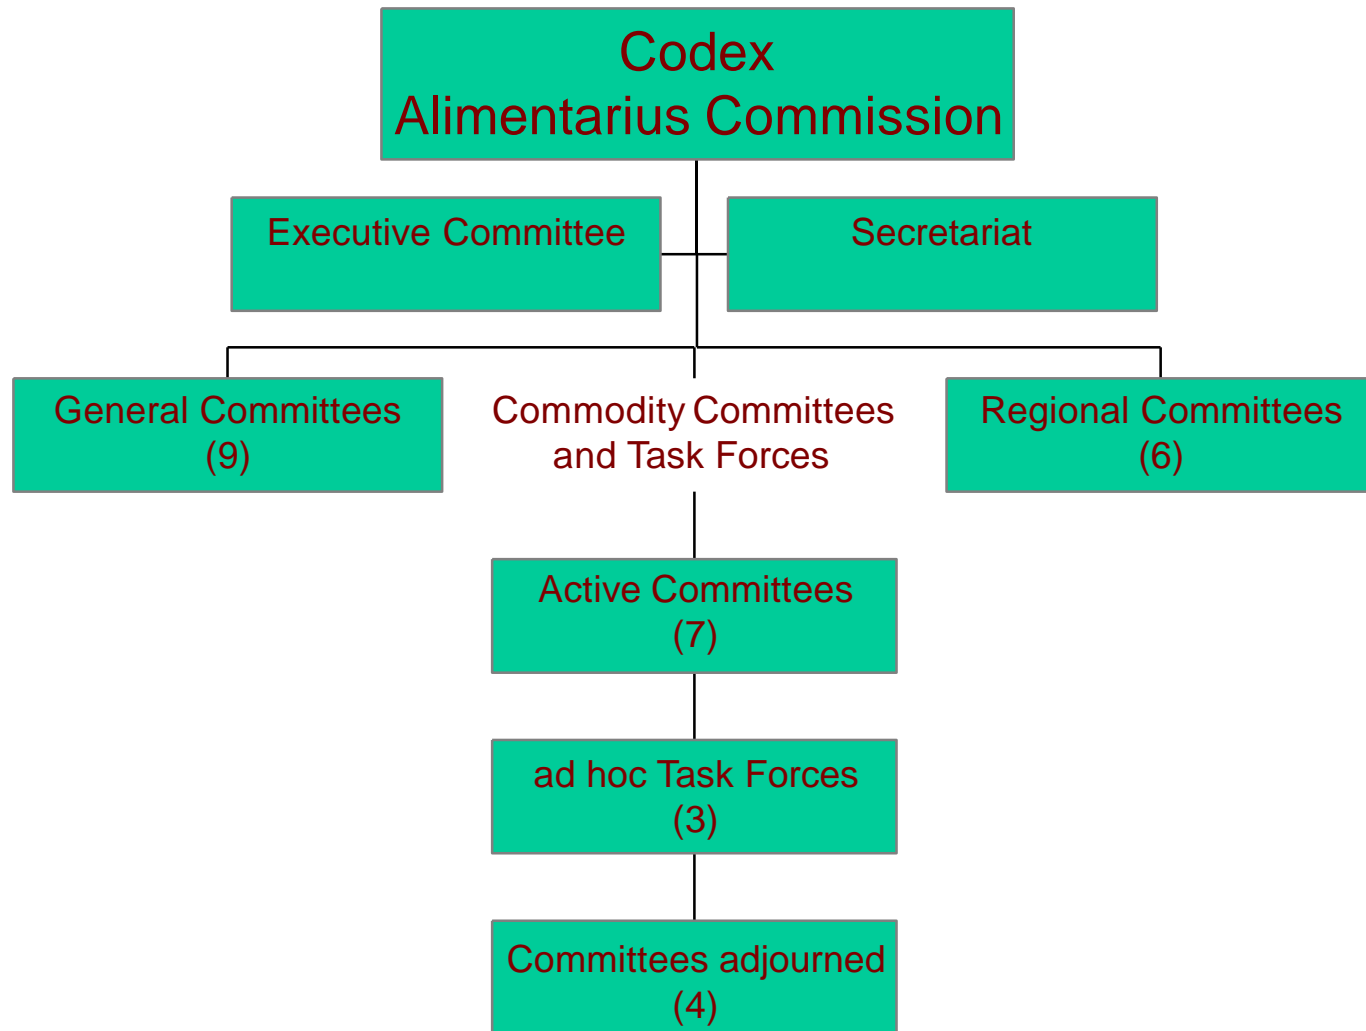 Codex
Alimentarius Commission
Executive Committee
Secretariat
General Committees
(9)
Commodity Committees
and Task Forces
Regional Committees
(6)
Active Committees
(7)
ad hoc Task Forces
(3)
Committees adjourned
(4)